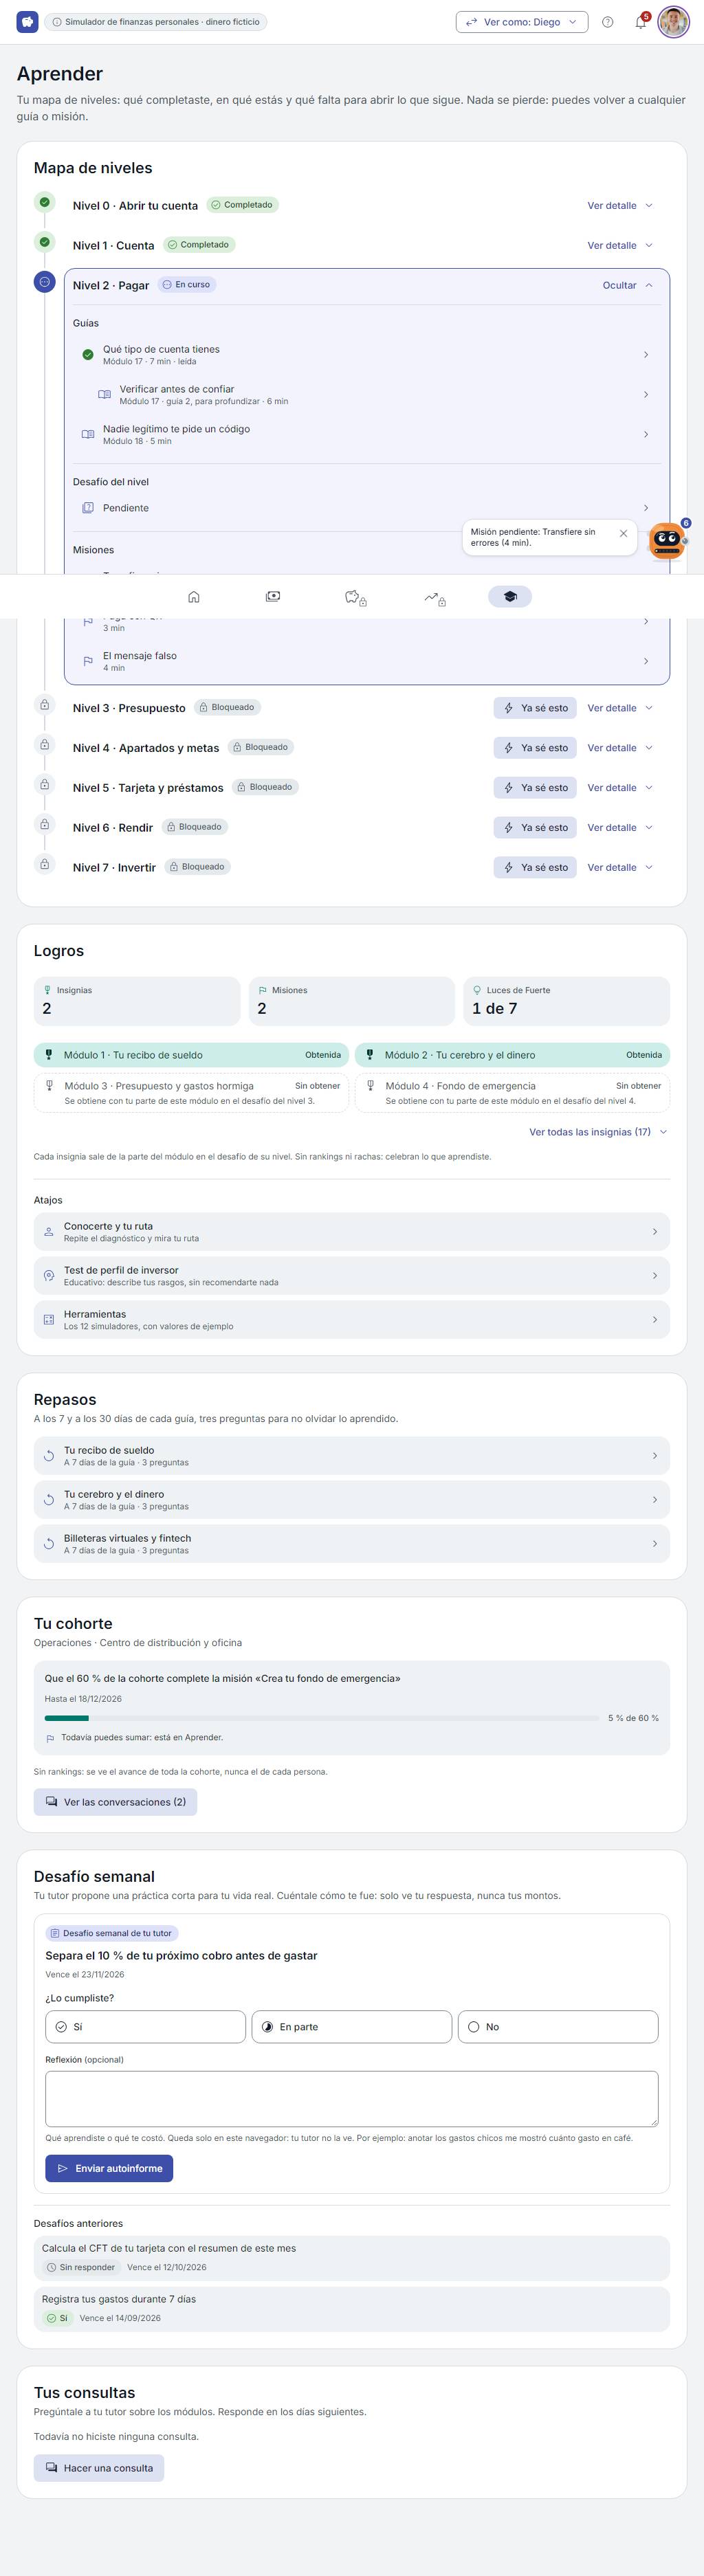 Simulador de finanzas personales · dinero ficticio
Ver como: Diego
5
Aprender
Tu mapa de niveles: qué completaste, en qué estás y qué falta para abrir lo que sigue. Nada se pierde: puedes volver a cualquier
guía o misión.
Mapa de niveles
Nivel 0 · Abrir tu cuenta
Completado
Ver detalle
Nivel 1 · Cuenta
Completado
Ver detalle
Nivel 2 · Pagar
En curso
Ocultar
Guías
Qué tipo de cuenta tienes
Módulo 17 · 7 min · leída
Verificar antes de confiar
Módulo 17 · guía 2, para profundizar · 6 min
Nadie legítimo te pide un código
Módulo 18 · 5 min
Desafío del nivel
Pendiente
Misión pendiente: Transfiere sin
errores (4 min).
6
Misiones
3 min
El mensaje falso
4 min
Nivel 3 · Presupuesto
Bloqueado
Ya sé esto
Ver detalle
Nivel 4 · Apartados y metas
Bloqueado
Ya sé esto
Ver detalle
Nivel 5 · Tarjeta y préstamos
Bloqueado
Ya sé esto
Ver detalle
Nivel 6 · Rendir
Bloqueado
Ya sé esto
Ver detalle
Nivel 7 · Invertir
Bloqueado
Ya sé esto
Ver detalle
Logros
Insignias
2
Misiones
2
Luces de Fuerte
1 de 7
Módulo 1 · Tu recibo de sueldo
Obtenida
Módulo 2 · Tu cerebro y el dinero
Obtenida
Módulo 3 · Presupuesto y gastos hormiga
Sin obtener
Se obtiene con tu parte de este módulo en el desafío del nivel 3.
Módulo 4 · Fondo de emergencia
Sin obtener
Se obtiene con tu parte de este módulo en el desafío del nivel 4.
Ver todas las insignias (17)
Cada insignia sale de la parte del módulo en el desafío de su nivel. Sin rankings ni rachas: celebran lo que aprendiste.
Atajos
Conocerte y tu ruta
Repite el diagnóstico y mira tu ruta
Test de perfil de inversor
Educativo: describe tus rasgos, sin recomendarte nada
Herramientas
Los 12 simuladores, con valores de ejemplo
Repasos
A los 7 y a los 30 días de cada guía, tres preguntas para no olvidar lo aprendido.
Tu recibo de sueldo
A 7 días de la guía · 3 preguntas
Tu cerebro y el dinero
A 7 días de la guía · 3 preguntas
Billeteras virtuales y fintech
A 7 días de la guía · 3 preguntas
Tu cohorte
Operaciones · Centro de distribución y oficina
Que el 60 % de la cohorte complete la misión «Crea tu fondo de emergencia»
Hasta el 18/12/2026
5 % de 60 %
Todavía puedes sumar: está en Aprender.
Sin rankings: se ve el avance de toda la cohorte, nunca el de cada persona.
Ver las conversaciones (2)
Desafío semanal
Tu tutor propone una práctica corta para tu vida real. Cuéntale cómo te fue: solo ve tu respuesta, nunca tus montos.
Desafío semanal de tu tutor
Separa el 10 % de tu próximo cobro antes de gastar
Vence el 23/11/2026
¿Lo cumpliste?
Sí
En parte
No
Reflexión (opcional)
Qué aprendiste o qué te costó. Queda solo en este navegador: tu tutor no la ve. Por ejemplo: anotar los gastos chicos me mostró cuánto gasto en café.
Enviar autoinforme
Desafíos anteriores
Calcula el CFT de tu tarjeta con el resumen de este mes
Sin responder
Vence el 12/10/2026
Registra tus gastos durante 7 días
Sí
Vence el 14/09/2026
Tus consultas
Pregúntale a tu tutor sobre los módulos. Responde en los días siguientes.
Todavía no hiciste ninguna consulta.
Hacer una consulta